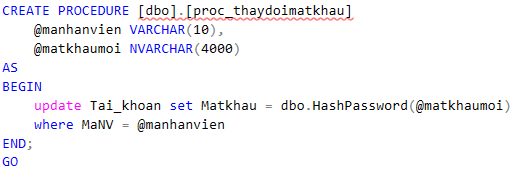 CREATE PROCEDURE [dbo].[proc_thaydoimatkhau]
    @manhanvien VARCHAR(10),
    @matkhaumoi NVARCHAR(4000)
AS
BEGIN
    update Tai_khoan set Matkhau = dbo.HashPassword(@matkhaumoi)
    where MaNV = @manhanvien
END;
GO